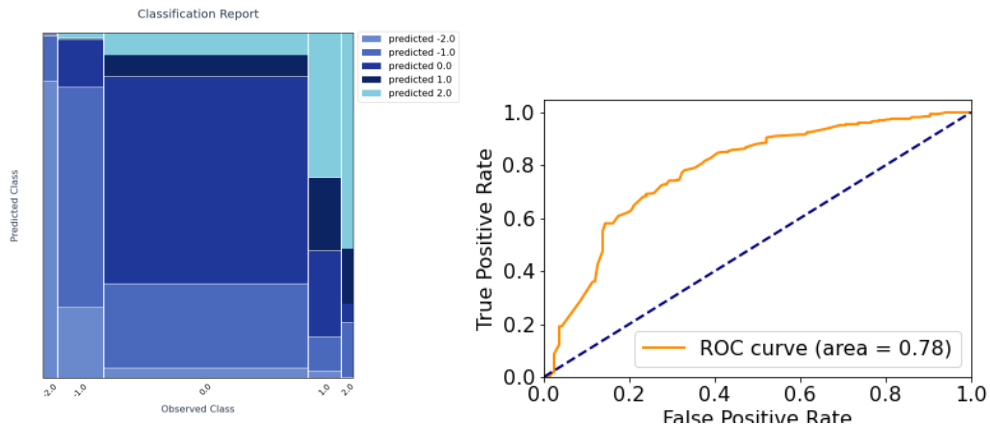 Classification Report
predicted -2.0
predicted -1.0
predicted 0.0
predicted 1.0
predicted 2.0
Predicted Class
-2.0
-1.0
0.0
1.0
2.0
Observed Class
1.0
0.8
0.6
0.4
0.2
0.0
True Positive Rate
ROC curve (area = 0.78)
0.0 0.2 0.4 0.6 0.8 1.0
False Positive Rate